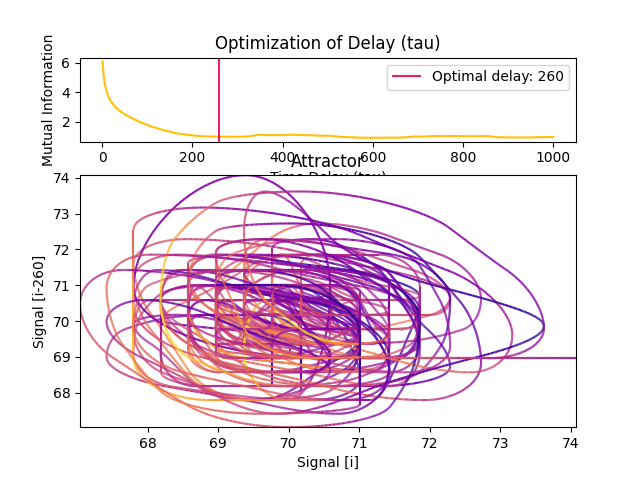 Optimization of Delay (tau)
Mutual Information
6
4
2
Optimal delay: 260
0 200 400 600 800 1000
Time Delay (tau)
Attractor
Signal [i-260]
74
73
72
71
70
69
68
68 69 70 71 72 73 74
Signal [i]